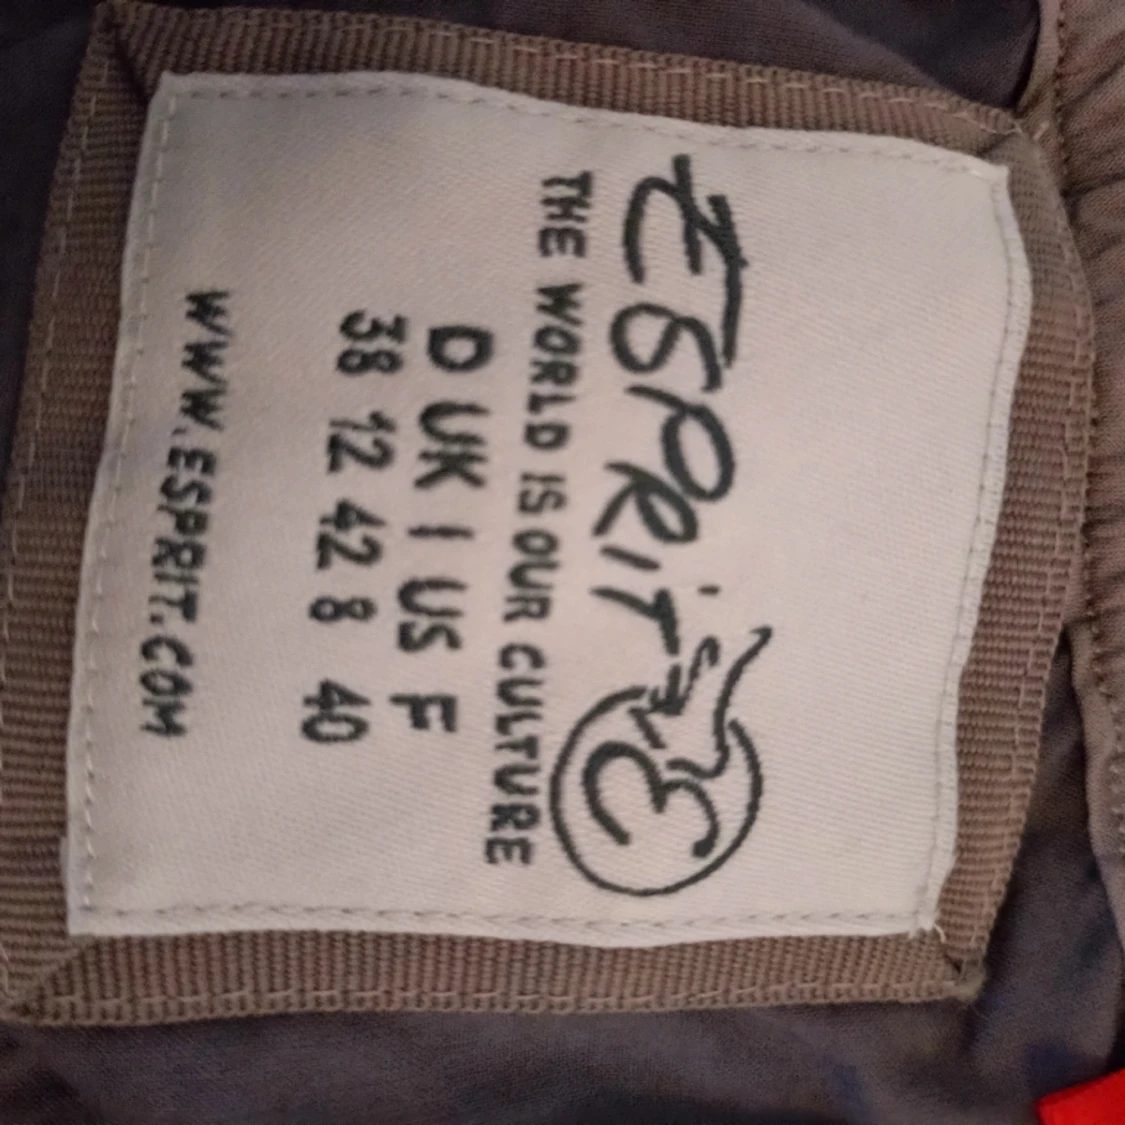 ESPRIT
THE WORLD IS OUR CULTURE
D UK I US F
38 12 42 8 40
WWW.ESPRIT.COM